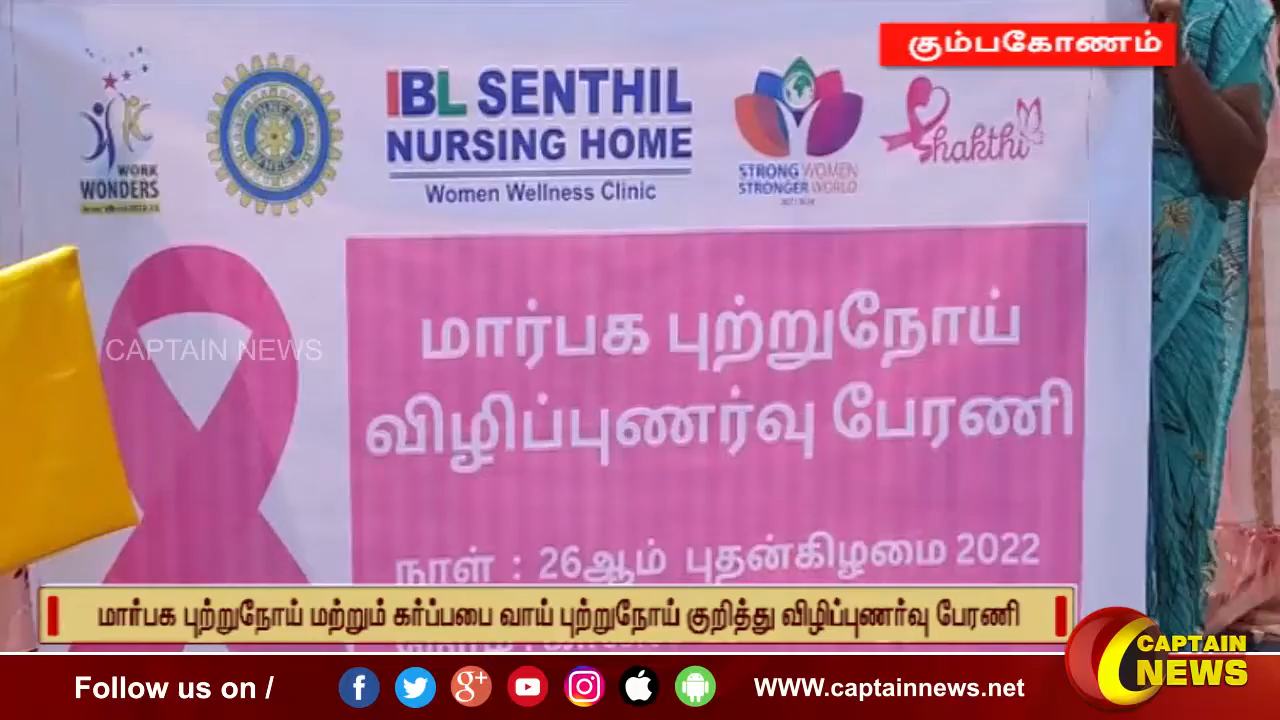 கும்பகோணம்
WORK
WONDERS
IBL SENTHIL
NURSING HOME
Women Wellness Clinic
STRONG WOMEN
STRONGER WORLD
Shakthi
CAPTAIN NEWS
மார்பக புற்றுநோய்
விழிப்புணர்வு பேரணி
நாள் : 26ஆம் புதன்கிழமை 2022
மார்பக புற்றுநோய் மற்றும் கர்ப்பபை வாய் புற்றுநோய் குறித்து விழிப்புணர்வு பேரணி
Follow us on /
WWW.captainnews.net
CAPTAIN
NEWS